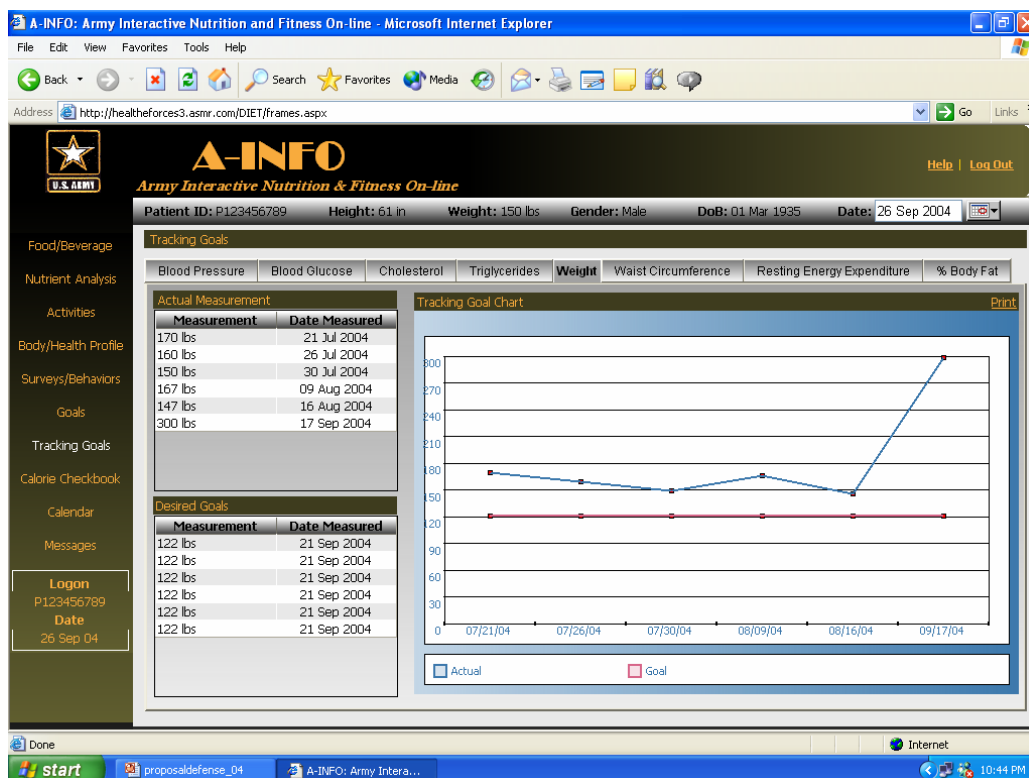 A-INFO: Army Interactive Nutrition and Fitness On-line - Microsoft Internet Explorer
File Edit View Favorites Tools Help
Back Search Favorites Media
Address http://healtheforces3.asmr.com/DIET/frames.aspx Go Links
U.S. ARMY
A-INFO
Army Interactive Nutrition & Fitness On-line
Help | Log Out
Patient ID: P123456789 Height: 61 in Weight: 150 lbs Gender: Male DoB: 01 Mar 1935 Date: 26 Sep 2004
Food/Beverage
Nutrient Analysis
Activities
Body/Health Profile
Surveys/Behaviors
Goals
Tracking Goals
Calorie Checkbook
Calendar
Messages
Logon
P123456789
Date
26 Sep 04
Tracking Goals
Blood Pressure Blood Glucose Cholesterol Triglycerides Weight Waist Circumference Resting Energy Expenditure % Body Fat
Actual Measurement
Measurement Date Measured
170 lbs 21 Jul 2004
160 lbs 26 Jul 2004
150 lbs 30 Jul 2004
167 lbs 09 Aug 2004
147 lbs 16 Aug 2004
300 lbs 17 Sep 2004
Desired Goals
Measurement Date Measured
122 lbs 21 Sep 2004
122 lbs 21 Sep 2004
122 lbs 21 Sep 2004
122 lbs 21 Sep 2004
122 lbs 21 Sep 2004
122 lbs 21 Sep 2004
Tracking Goal Chart Print
300
270
240
210
180
150
120
90
60
30
0 07/21/04 07/26/04 07/30/04 08/09/04 08/16/04 09/17/04
Actual Goal
Done Internet
start proposaldefense_04 A-INFO: Army Intera... 10:44 PM